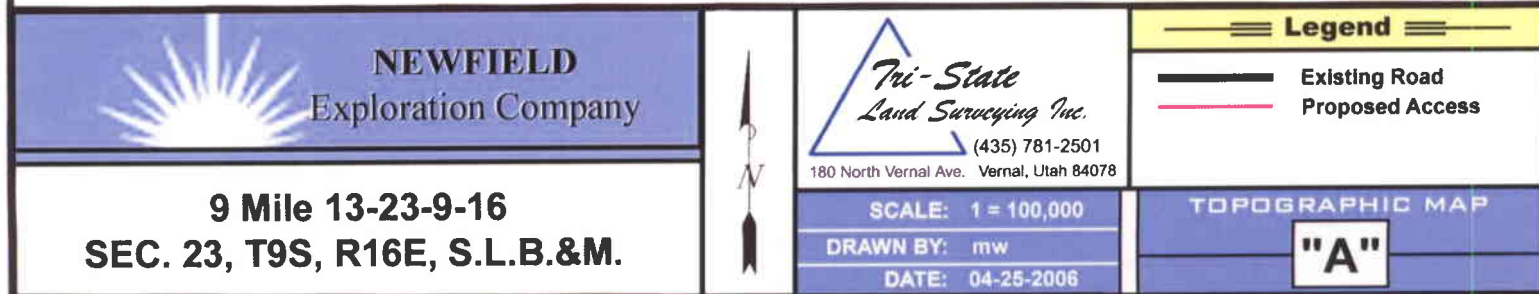 NEWFIELD
Exploration Company
9 Mile 13-23-9-16
SEC. 23, T9S, R16E, S.L.B.&M.
N
Tri-State
Land Surveying Inc.
(435) 781-2501
180 North Vernal Ave. Vernal, Utah 84078
SCALE: 1 = 100,000
DRAWN BY: mw
DATE: 04-25-2006
Legend
Existing Road
Proposed Access
TOPOGRAPHIC MAP
"A"